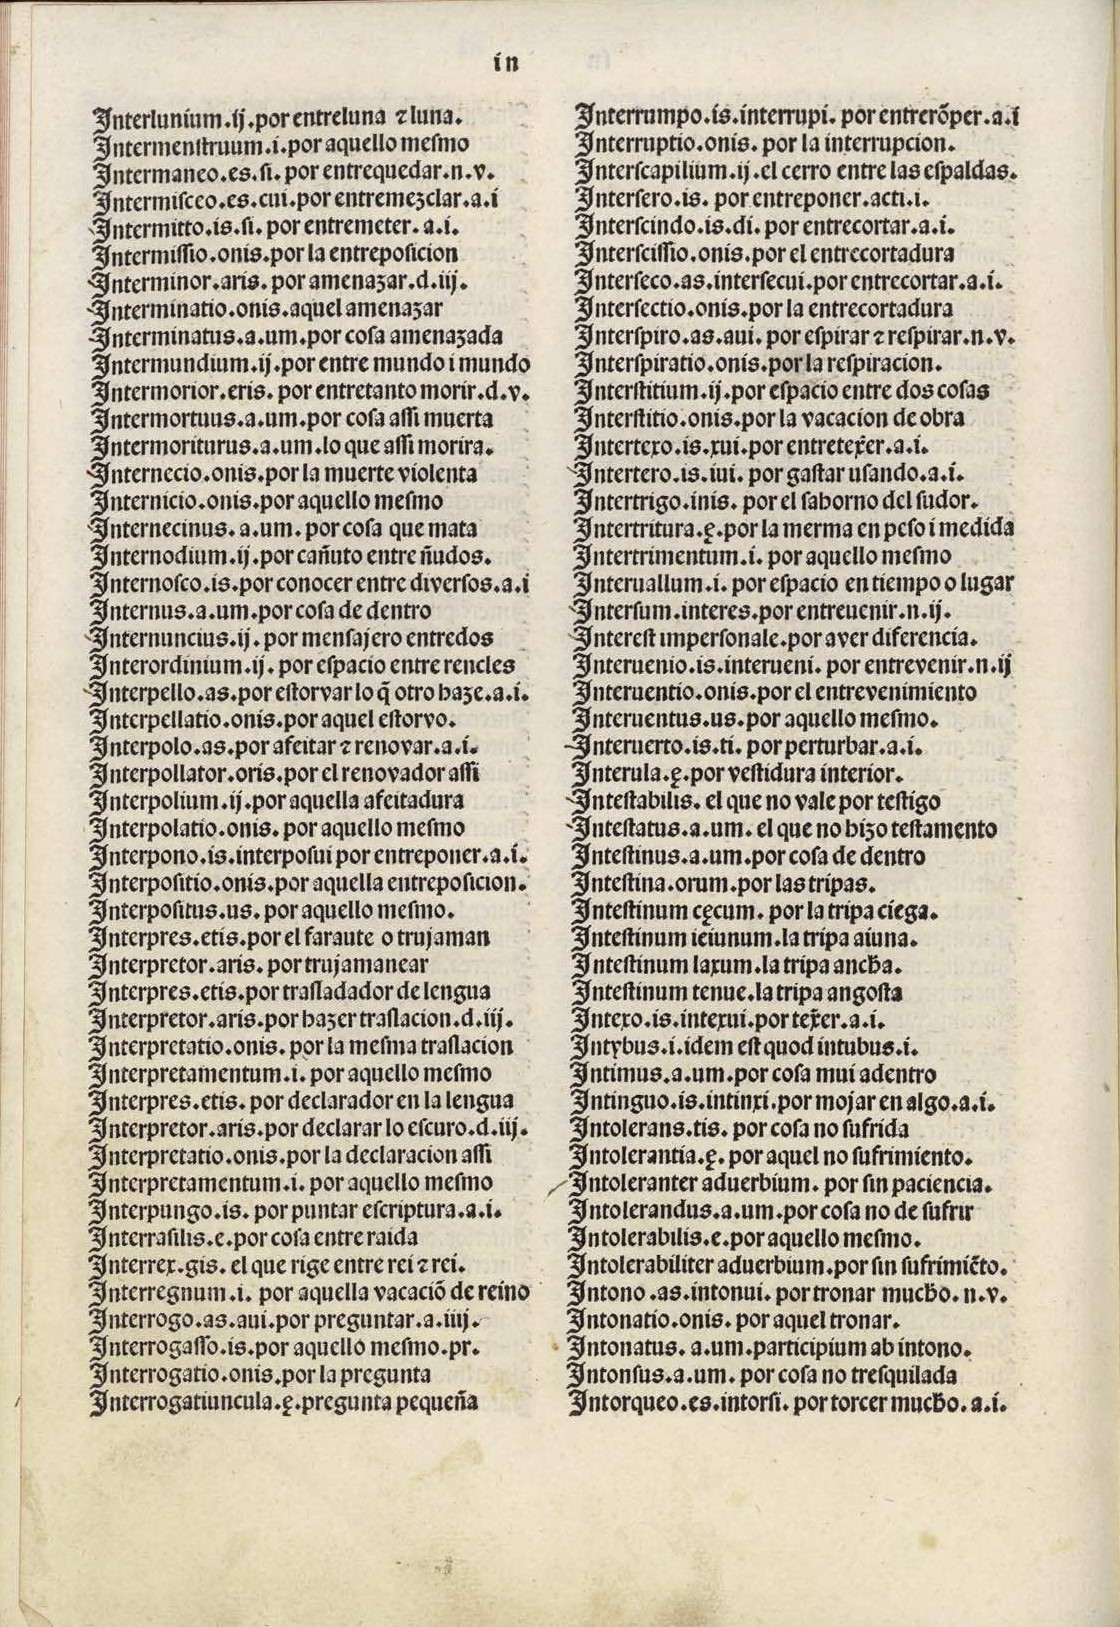 in
Interlunium.ij.por entreluna ⁊ luna.
Intermenstruum.i.por aquello mesmo
Intermaneo.es.si.por entrequedar.n.v.
Intermisceo.es.cui.por entremezclar.a.i
Intermitto.is.si.por entremeter.a.i.
Intermissio.onis.por la entreposicion
Interminor.aris.por amenazar.d.iij.
Interminatio.onis.aquel amenazar
Interminatus.a.um.por cosa amenazada
Intermundium.ij.por entre mundo i mundo
Intermorior.eris.por entretanto morir.d.v.
Intermortuus.a.um.por cosa assi muerta
Intermoriturus.a.um.lo que assi morira.
Internecio.onis.por la muerte violenta
Internicio.onis.por aquello mesmo
Internecinus.a.um.por cosa que mata
Internodium.ij.por cañuto entre ñudos.
Internosco.is.por conocer entre diversos.a.i
Internus.a.um.por cosa de dentro
Internuncius.ij.por mensajero entredos
Interordinium.ij.por espacio entre rencles
Interpello.as.por estorvar lo q̃ otro haze.a.i.
Interpellatio.onis.por aquel estorvo.
Interpolo.as.por afeitar ⁊ renovar.a.i.
Interpollator.oris.por el renovador assi
Interpolium.ij.por aquella afeitadura
Interpolatio.onis.por aquello mesmo
Interpono.is.interposui por entreponer.a.i.
Interpositio.onis.por aquella entreposicion.
Interpositus.us.por aquello mesmo.
Interpres.etis.por el faraute o trujaman
Interpretor.aris.por trujamanear
Interpres.etis.por trasladador de lengua
Interpretor.aris.por hazer traslacion.d.iij.
Interpretatio.onis.por la mesma traslacion
Interpretamentum.i.por aquello mesmo
Interpres.etis.por declarador en la lengua
Interpretor.aris.por declarar lo escuro.d.iij.
Interpretatio.onis.por la declaracion assi
Interpretamentum.i.por aquello mesmo
Interpungo.is.por puntar escriptura.a.i.
Interrasilis.e.por cosa entre raida
Interrex.gis.el que rige entre rei ⁊ rei.
Interregnum.i.por aquella vacaciõ de reino
Interrogo.as.aui.por preguntar.a.iiij.
Interrogasso.is.por aquello mesmo.pr.
Interrogatio.onis.por la pregunta
Interrogatiuncula.ę.pregunta pequeña
Interrumpo.is.interrupi.por entrerõper.a.i
Interruptio.onis.por la interrupcion.
Interscapilium.ij.el cerro entre las espaldas.
Intersero.is.por entreponer.acti.i.
Interscindo.is.di.por entrecortar.a.i.
Interscissio.onis.por el entrecortadura
Interseco.as.intersecui.por entrecortar.a.i.
Intersectio.onis.por la entrecortadura
Interspiro.as.aui.por espirar ⁊ respirar.n.v.
Interspiratio.onis.por la respiracion.
Interstitium.ij.por espacio entre dos cosas
Interstitio.onis.por la vacacion de obra
Intertexo.is.xui.por entretex̃er.a.i.
Intertero.is.iui.por gastar usando.a.i.
Intertrigo.inis.por el sahorno del sudor.
Intertritura.ę.por la merma en peso i medida
Intertrimentum.i.por aquello mesmo
Interuallum.i.por espacio en tiempo o lugar
Intersum.interes.por entreuenir.n.ij.
Interest impersonale.por aver diferencia.
Interuenio.is.interueni.por entrevenir.n.ij
Interuentio.onis.por el entrevenimiento
Interuentus.us.por aquello mesmo.
Interuerto.is.ti.por perturbar.a.i.
Interula.ę.por vestidura interior.
Intestabilis.el que no vale por testigo
Intestatus.a.um.el que no hizo testamento
Intestinus.a.um.por cosa de dentro
Intestina.orum.por las tripas.
Intestinum cęcum.por la tripa ciega.
Intestinum ieiunum.la tripa aiuna.
Intestinum laxum.la tripa ancha.
Intestinum tenue.la tripa angosta
Intexo.is.intexui.por tex̃er.a.i.
Intybus.i.idem est quod intubus.i.
Intimus.a.um.por cosa mui adentro
Intinguo.is.intinxi.por mojar en algo.a.i.
Intolerans.tis.por cosa no sufrida
Intolerantia.ę.por aquel no sufrimiento.
Intoleranter aduerbium.por sin paciencia.
Intolerandus.a.um.por cosa no de sufrir
Intolerabilis.e.por aquello mesmo.
Intolerabiliter aduerbium.por sin sufrimiẽto.
Intono.as.intonui.por tronar mucho.n.v.
Intonatio.onis.por aquel tronar.
Intonatus.a.um.participium ab intono.
Intonsus.a.um.por cosa no tresquilada
Intorqueo.es.intorsi.por torcer mucho.a.i.